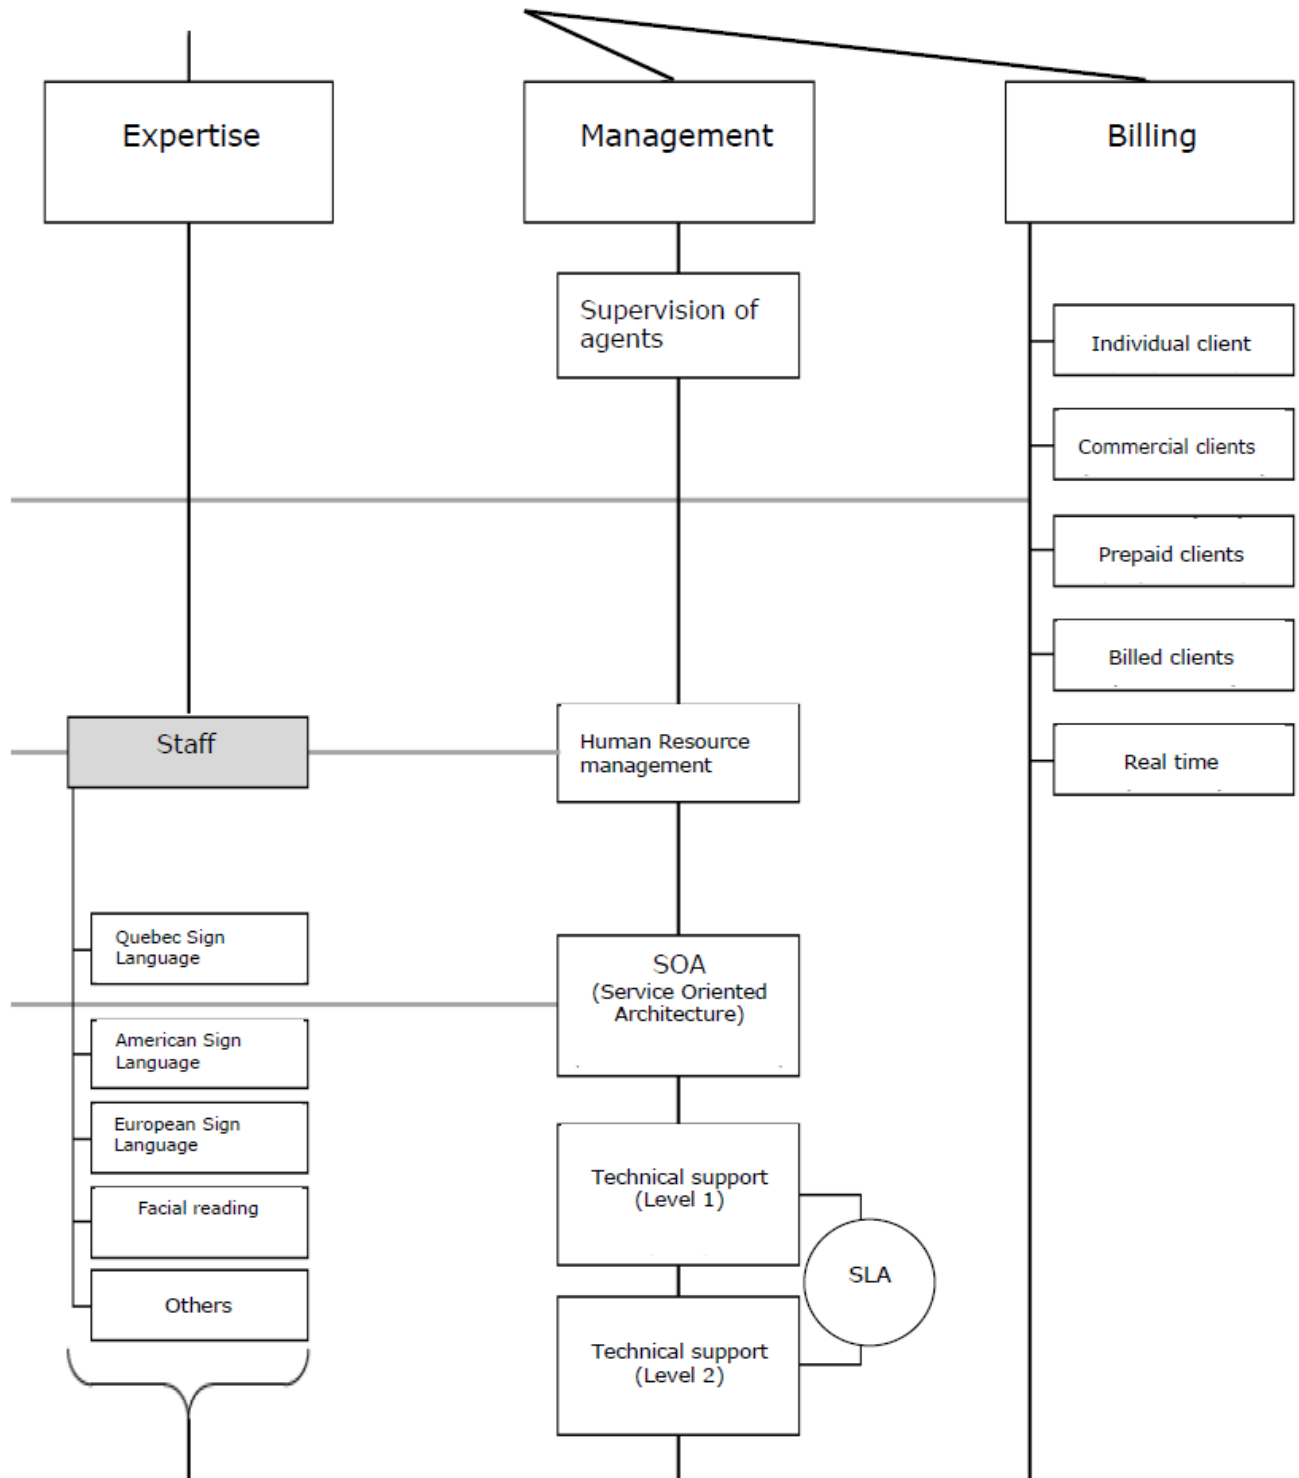 Expertise
Management
Billing
Supervision of
agents
Individual client
Commercial clients
Prepaid clients
Billed clients
Real time
Staff
Human Resource
management
Quebec Sign
Language
American Sign
Language
European Sign
Language
Facial reading
Others
SOA
(Service Oriented
Architecture)
Technical support
(Level 1)
SLA
Technical support
(Level 2)